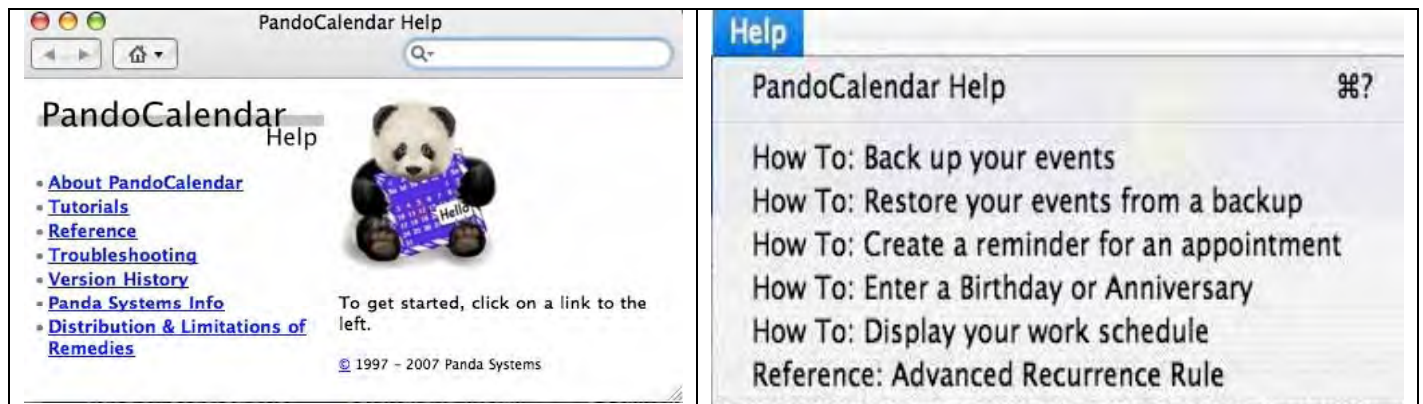 PandoCalendar Help
PandoCalendar
Help
About PandoCalendar
Tutorials
Reference
Troubleshooting
Version History
Panda Systems Info
Distribution & Limitations of
Remedies
Hello
To get started, click on a link to the
left.
© 1997 – 2007 Panda Systems
Help
PandoCalendar Help ⌘?
How To: Back up your events
How To: Restore your events from a backup
How To: Create a reminder for an appointment
How To: Enter a Birthday or Anniversary
How To: Display your work schedule
Reference: Advanced Recurrence Rule